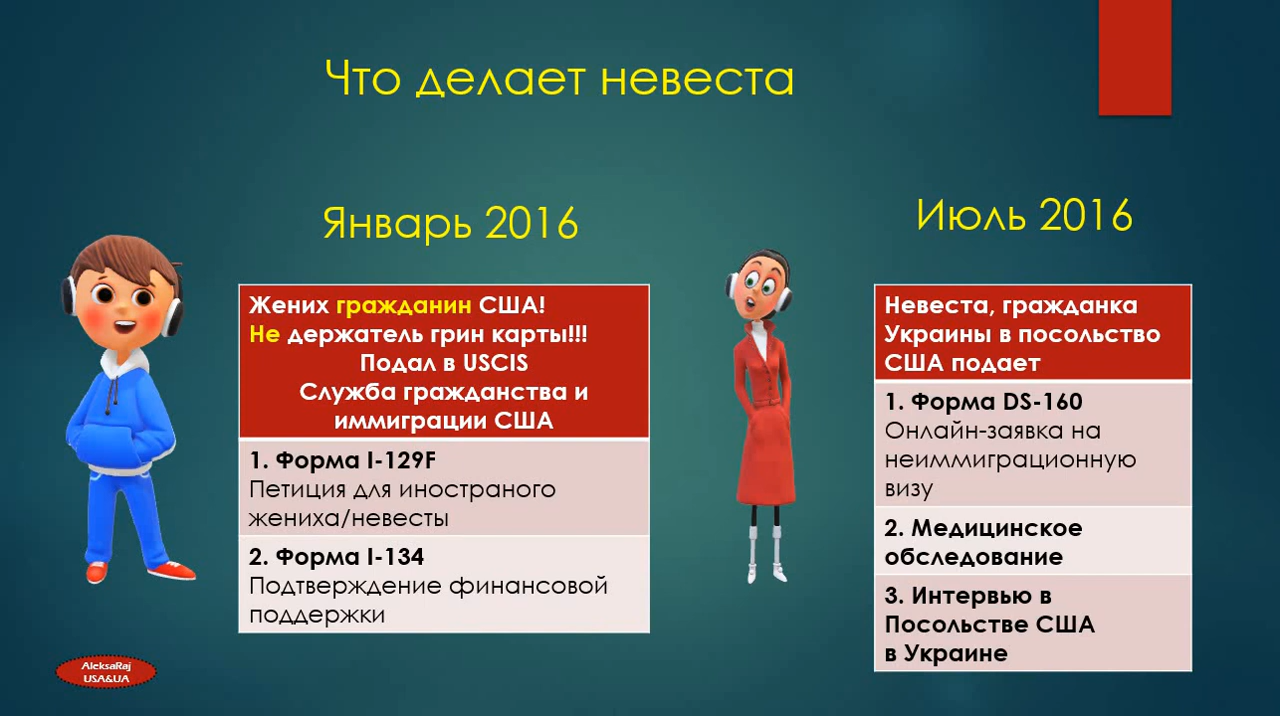 Что делает невеста
Январь 2016
Жених гражданин США!
Не держатель грин карты!!!
Подал в USCIS
Служба гражданства и
иммиграции США
1. Форма I-129F
Петиция для иностраного
жениха/невесты
2. Форма I-134
Подтверждение финансовой
поддержки
Июль 2016
Невеста, гражданка
Украины в посольство
США подает
1. Форма DS-160
Онлайн-заявка на
неиммиграционную
визу
2. Медицинское
обследование
3. Интервью в
Посольстве США
в Украине
AleksaRaj
USA&UA